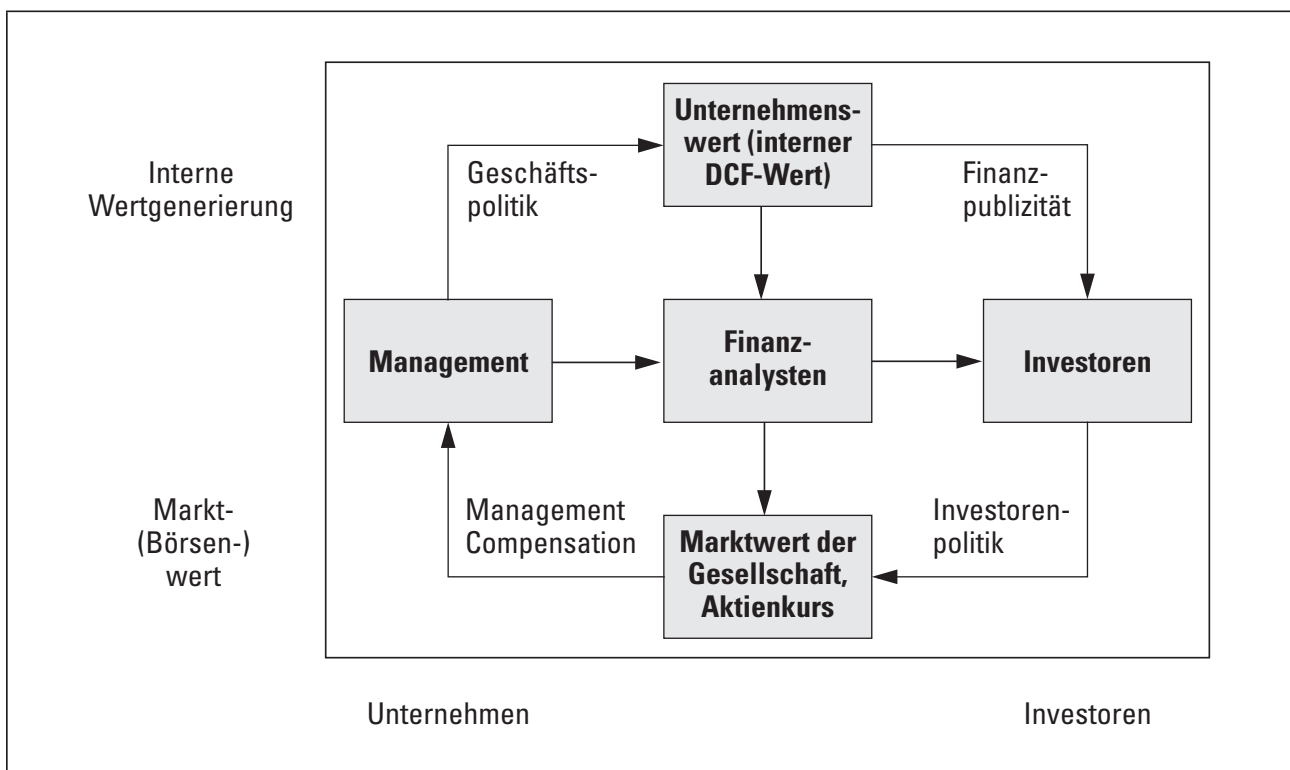 Unternehmens-
wert (interner
DCF-Wert)
Interne
Wertgenerierung
Geschäfts-
politik
Finanz-
publizität
Management
Finanz-
analysten
Investoren
Markt-
(Börsen-)
wert
Management
Compensation
Marktwert der
Gesellschaft,
Aktienkurs
Investoren-
politik
Unternehmen
Investoren